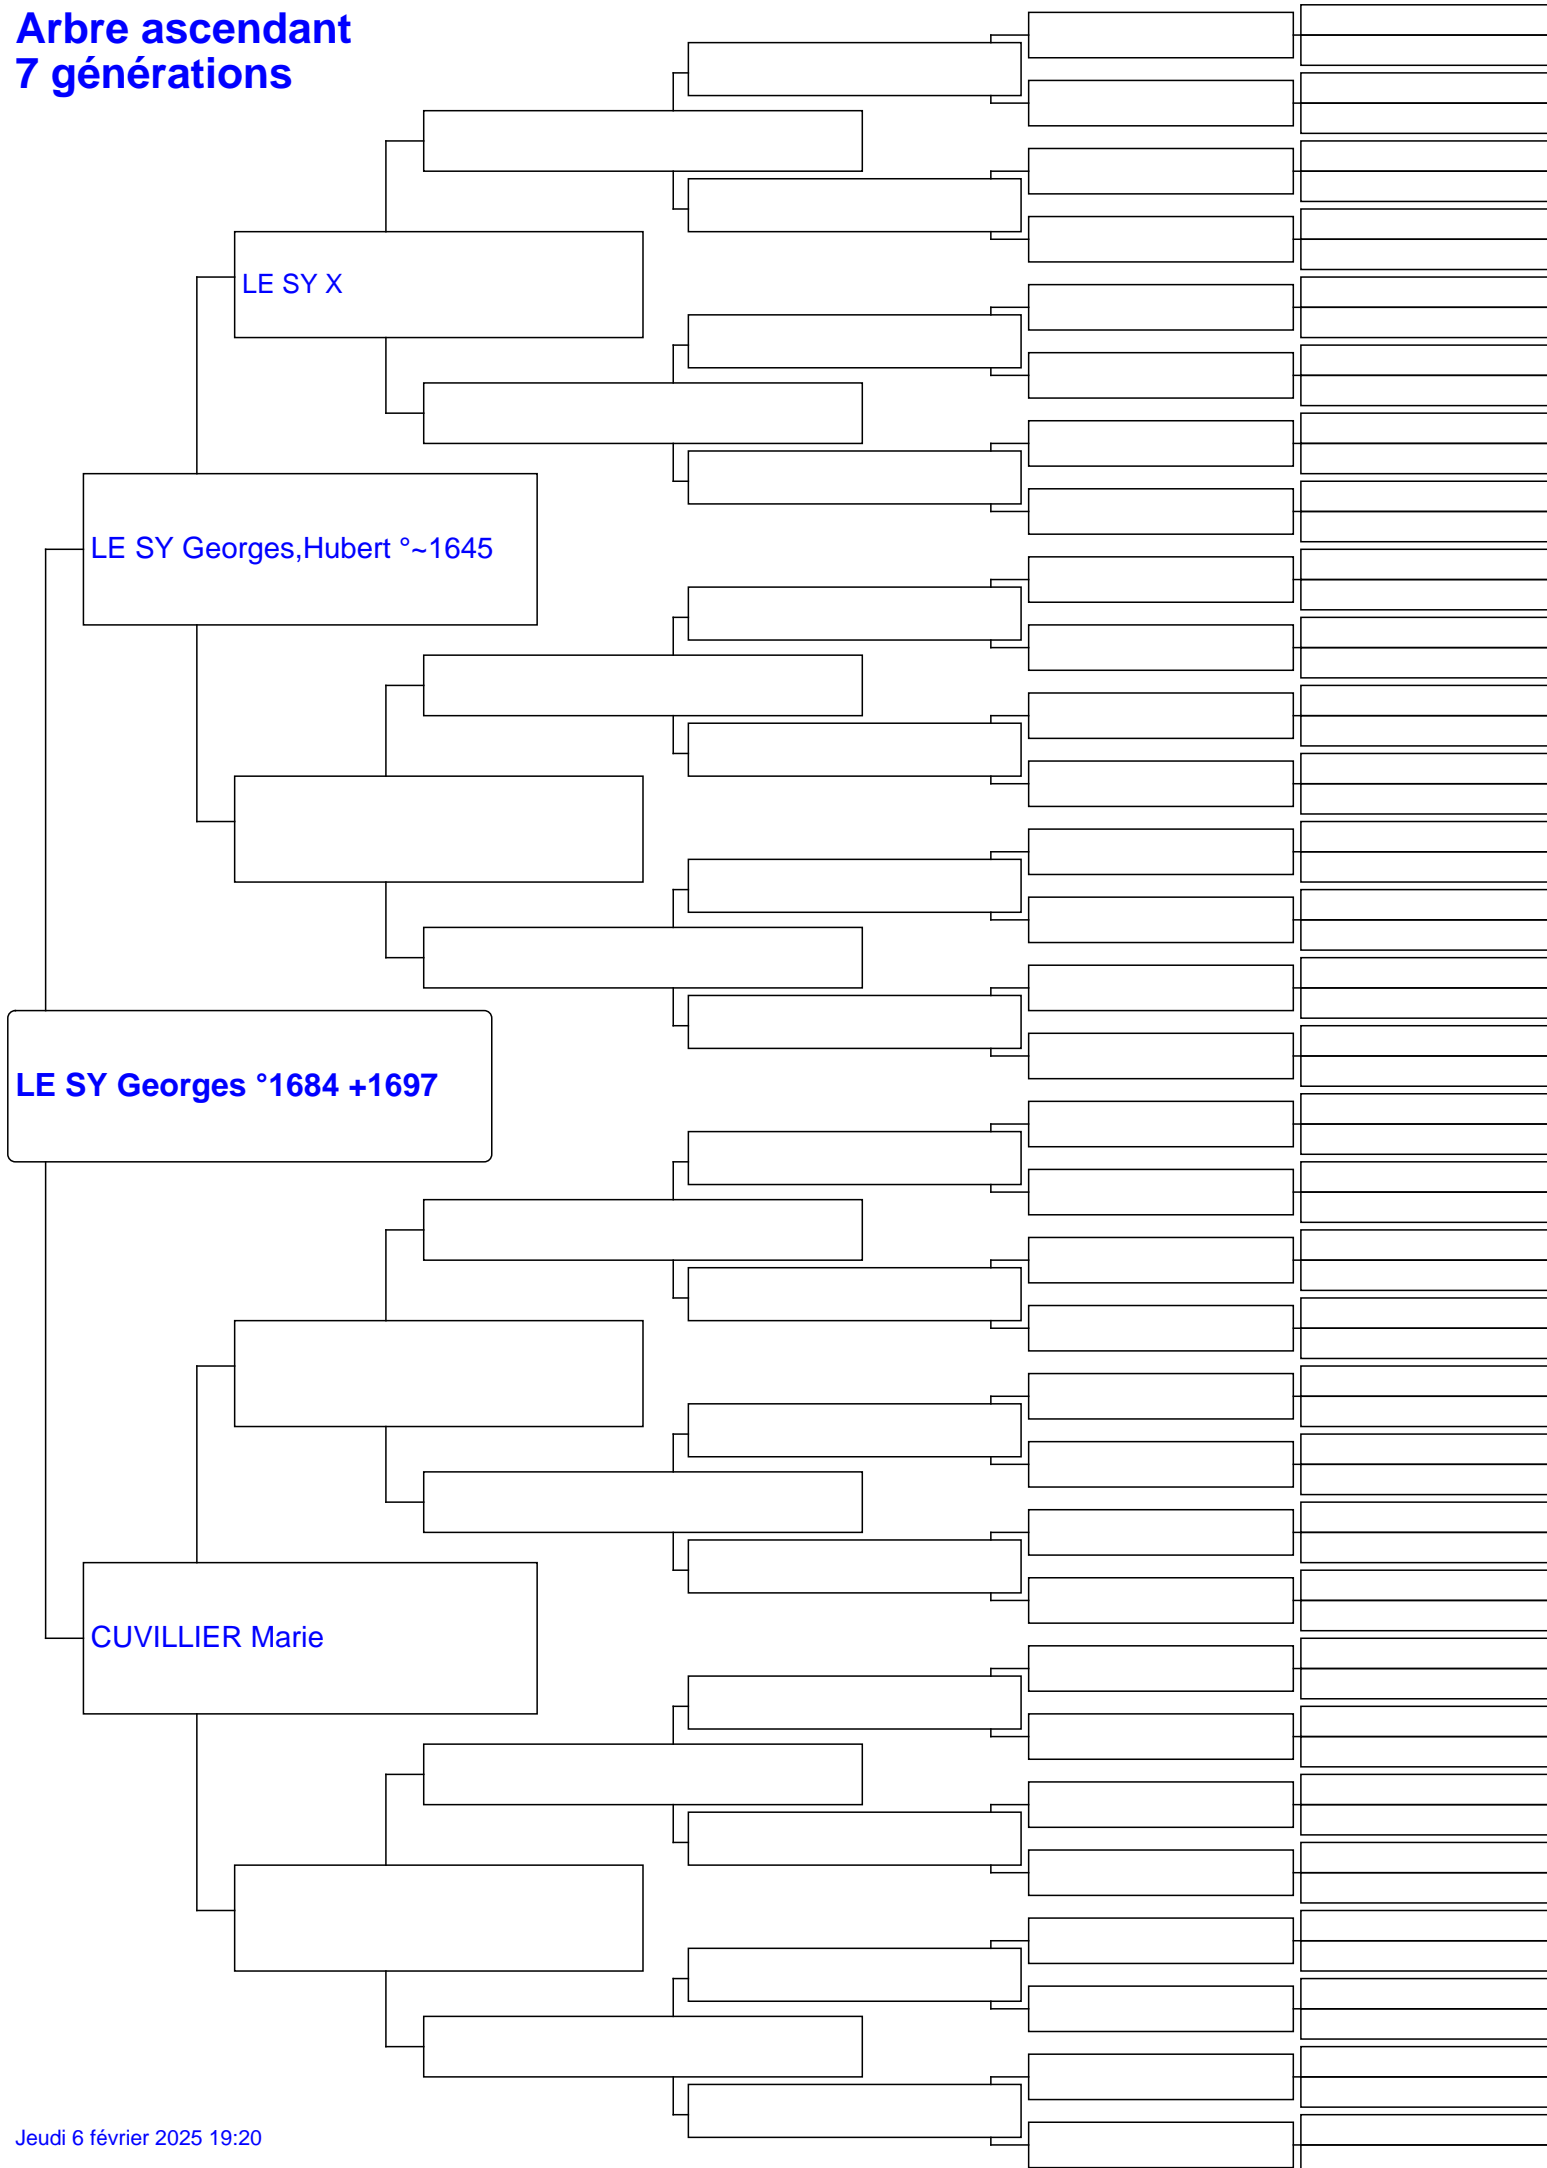 Arbre ascendant
7 générations
LE SY X
LE SY Georges,Hubert °~1645
LE SY Georges °1684 +1697
CUVILLIER Marie
Jeudi 6 février 2025 19:20